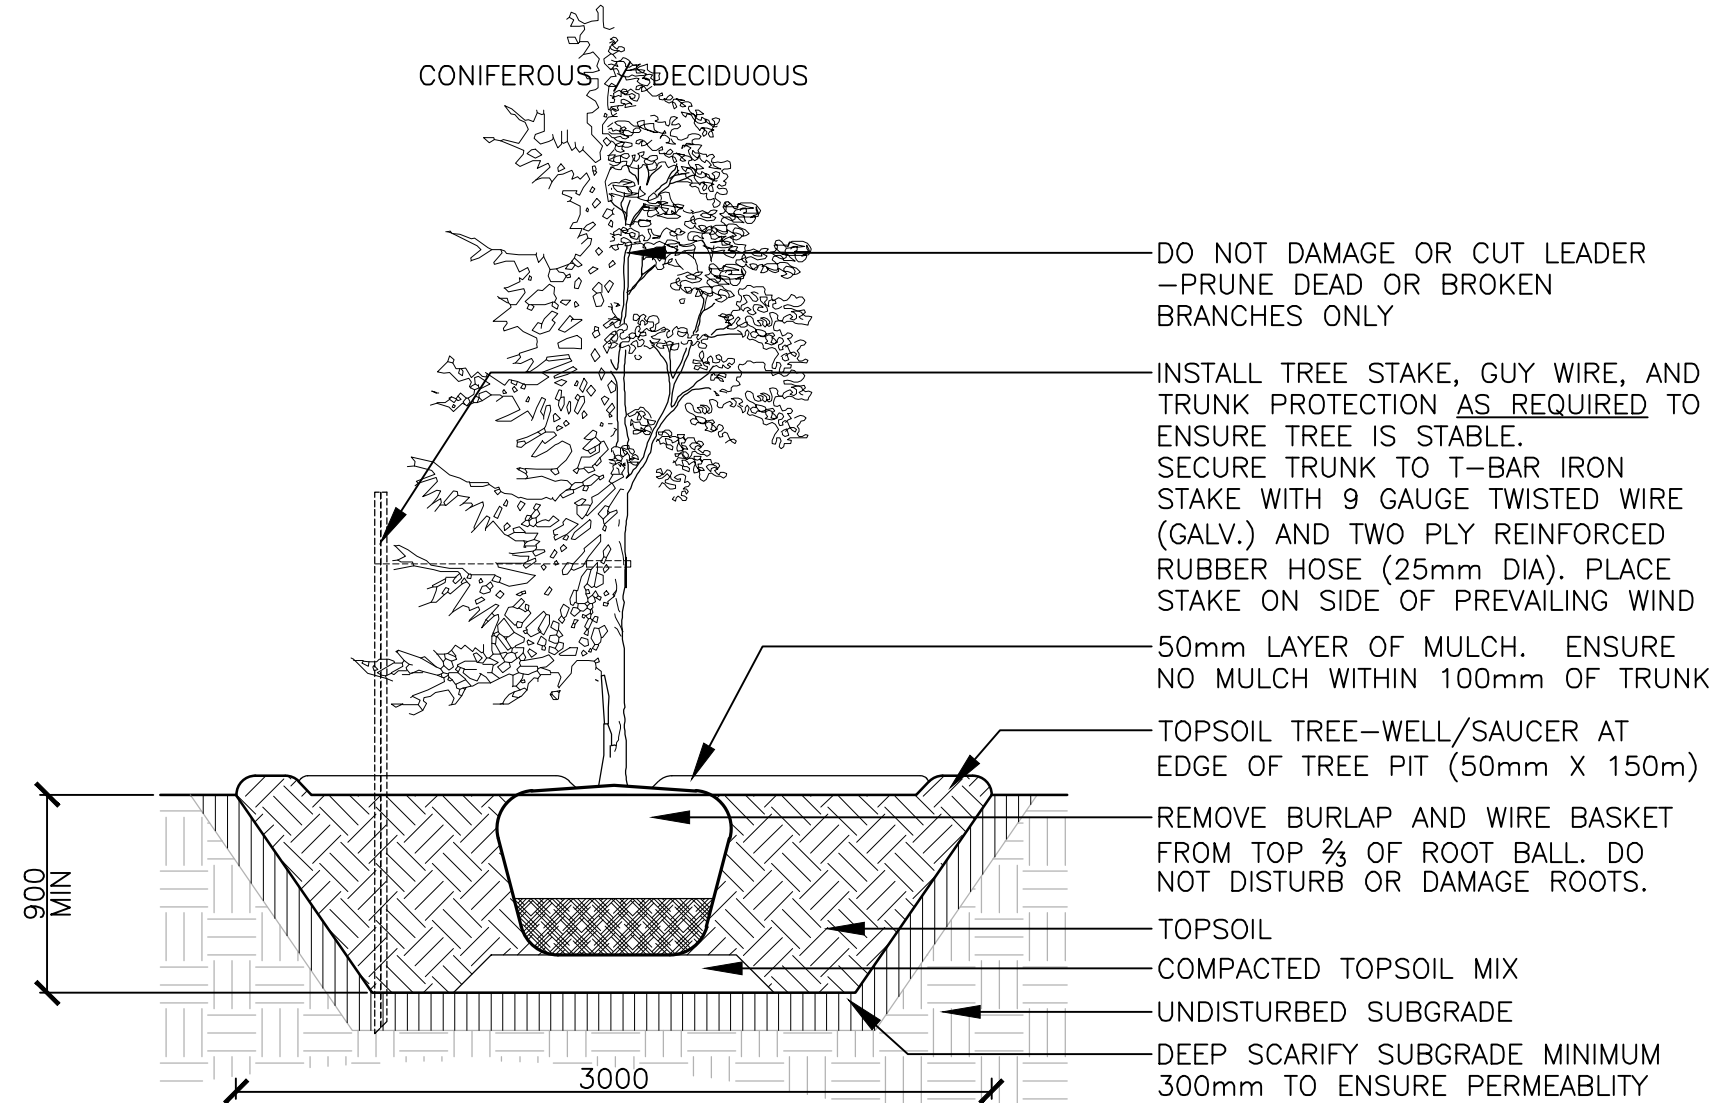 CONIFEROUS DECIDUOUS
DO NOT DAMAGE OR CUT LEADER
-PRUNE DEAD OR BROKEN
BRANCHES ONLY
INSTALL TREE STAKE, GUY WIRE, AND
TRUNK PROTECTION AS REQUIRED TO
ENSURE TREE IS STABLE.
SECURE TRUNK TO T-BAR IRON
STAKE WITH 9 GAUGE TWISTED WIRE
(GALV.) AND TWO PLY REINFORCED
RUBBER HOSE (25mm DIA). PLACE
STAKE ON SIDE OF PREVAILING WIND
50mm LAYER OF MULCH. ENSURE
NO MULCH WITHIN 100mm OF TRUNK
TOPSOIL TREE-WELL/SAUCER AT
EDGE OF TREE PIT (50mm X 150m)
REMOVE BURLAP AND WIRE BASKET
FROM TOP ⅔ OF ROOT BALL. DO
NOT DISTURB OR DAMAGE ROOTS.
TOPSOIL
COMPACTED TOPSOIL MIX
UNDISTURBED SUBGRADE
DEEP SCARIFY SUBGRADE MINIMUM
300mm TO ENSURE PERMEABLITY
900
MIN
3000